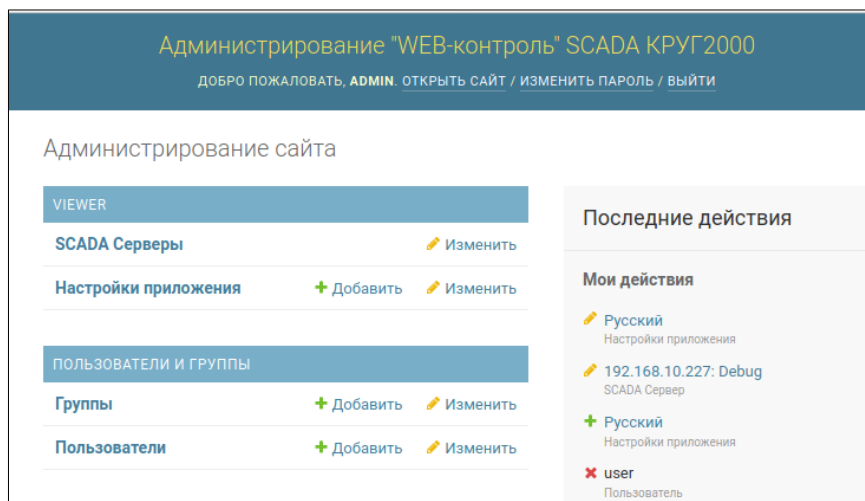 Администрирование "WEB-контроль" SCADA КРУГ2000
ДОБРО ПОЖАЛОВАТЬ, ADMIN. ОТКРЫТЬ САЙТ / ИЗМЕНИТЬ ПАРОЛЬ / ВЫЙТИ
Администрирование сайта
VIEWER
SCADA Серверы Изменить
Настройки приложения Добавить Изменить
ПОЛЬЗОВАТЕЛИ И ГРУППЫ
Группы Добавить Изменить
Пользователи Добавить Изменить
Последние действия
Мои действия
Русский
Настройки приложения
192.168.10.227: Debug
SCADA Сервер
Русский
Настройки приложения
user
Пользователь